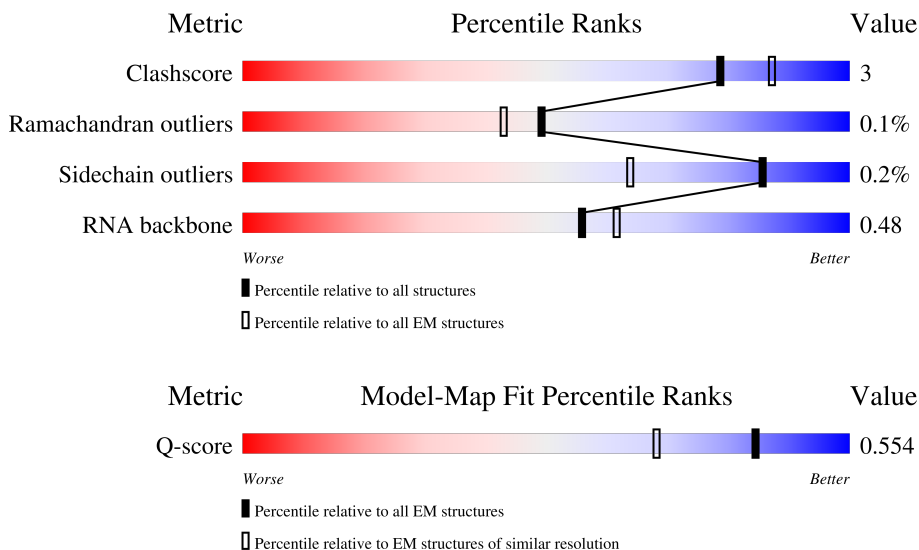 Metric Percentile Ranks Value
Clashscore 3
Ramachandran outliers 0.1%
Sidechain outliers 0.2%
RNA backbone 0.48
Worse Better
Percentile relative to all structures
Percentile relative to all EM structures
Metric Model-Map Fit Percentile Ranks Value
Q-score 0.554
Worse Better
Percentile relative to all EM structures
Percentile relative to EM structures of similar resolution